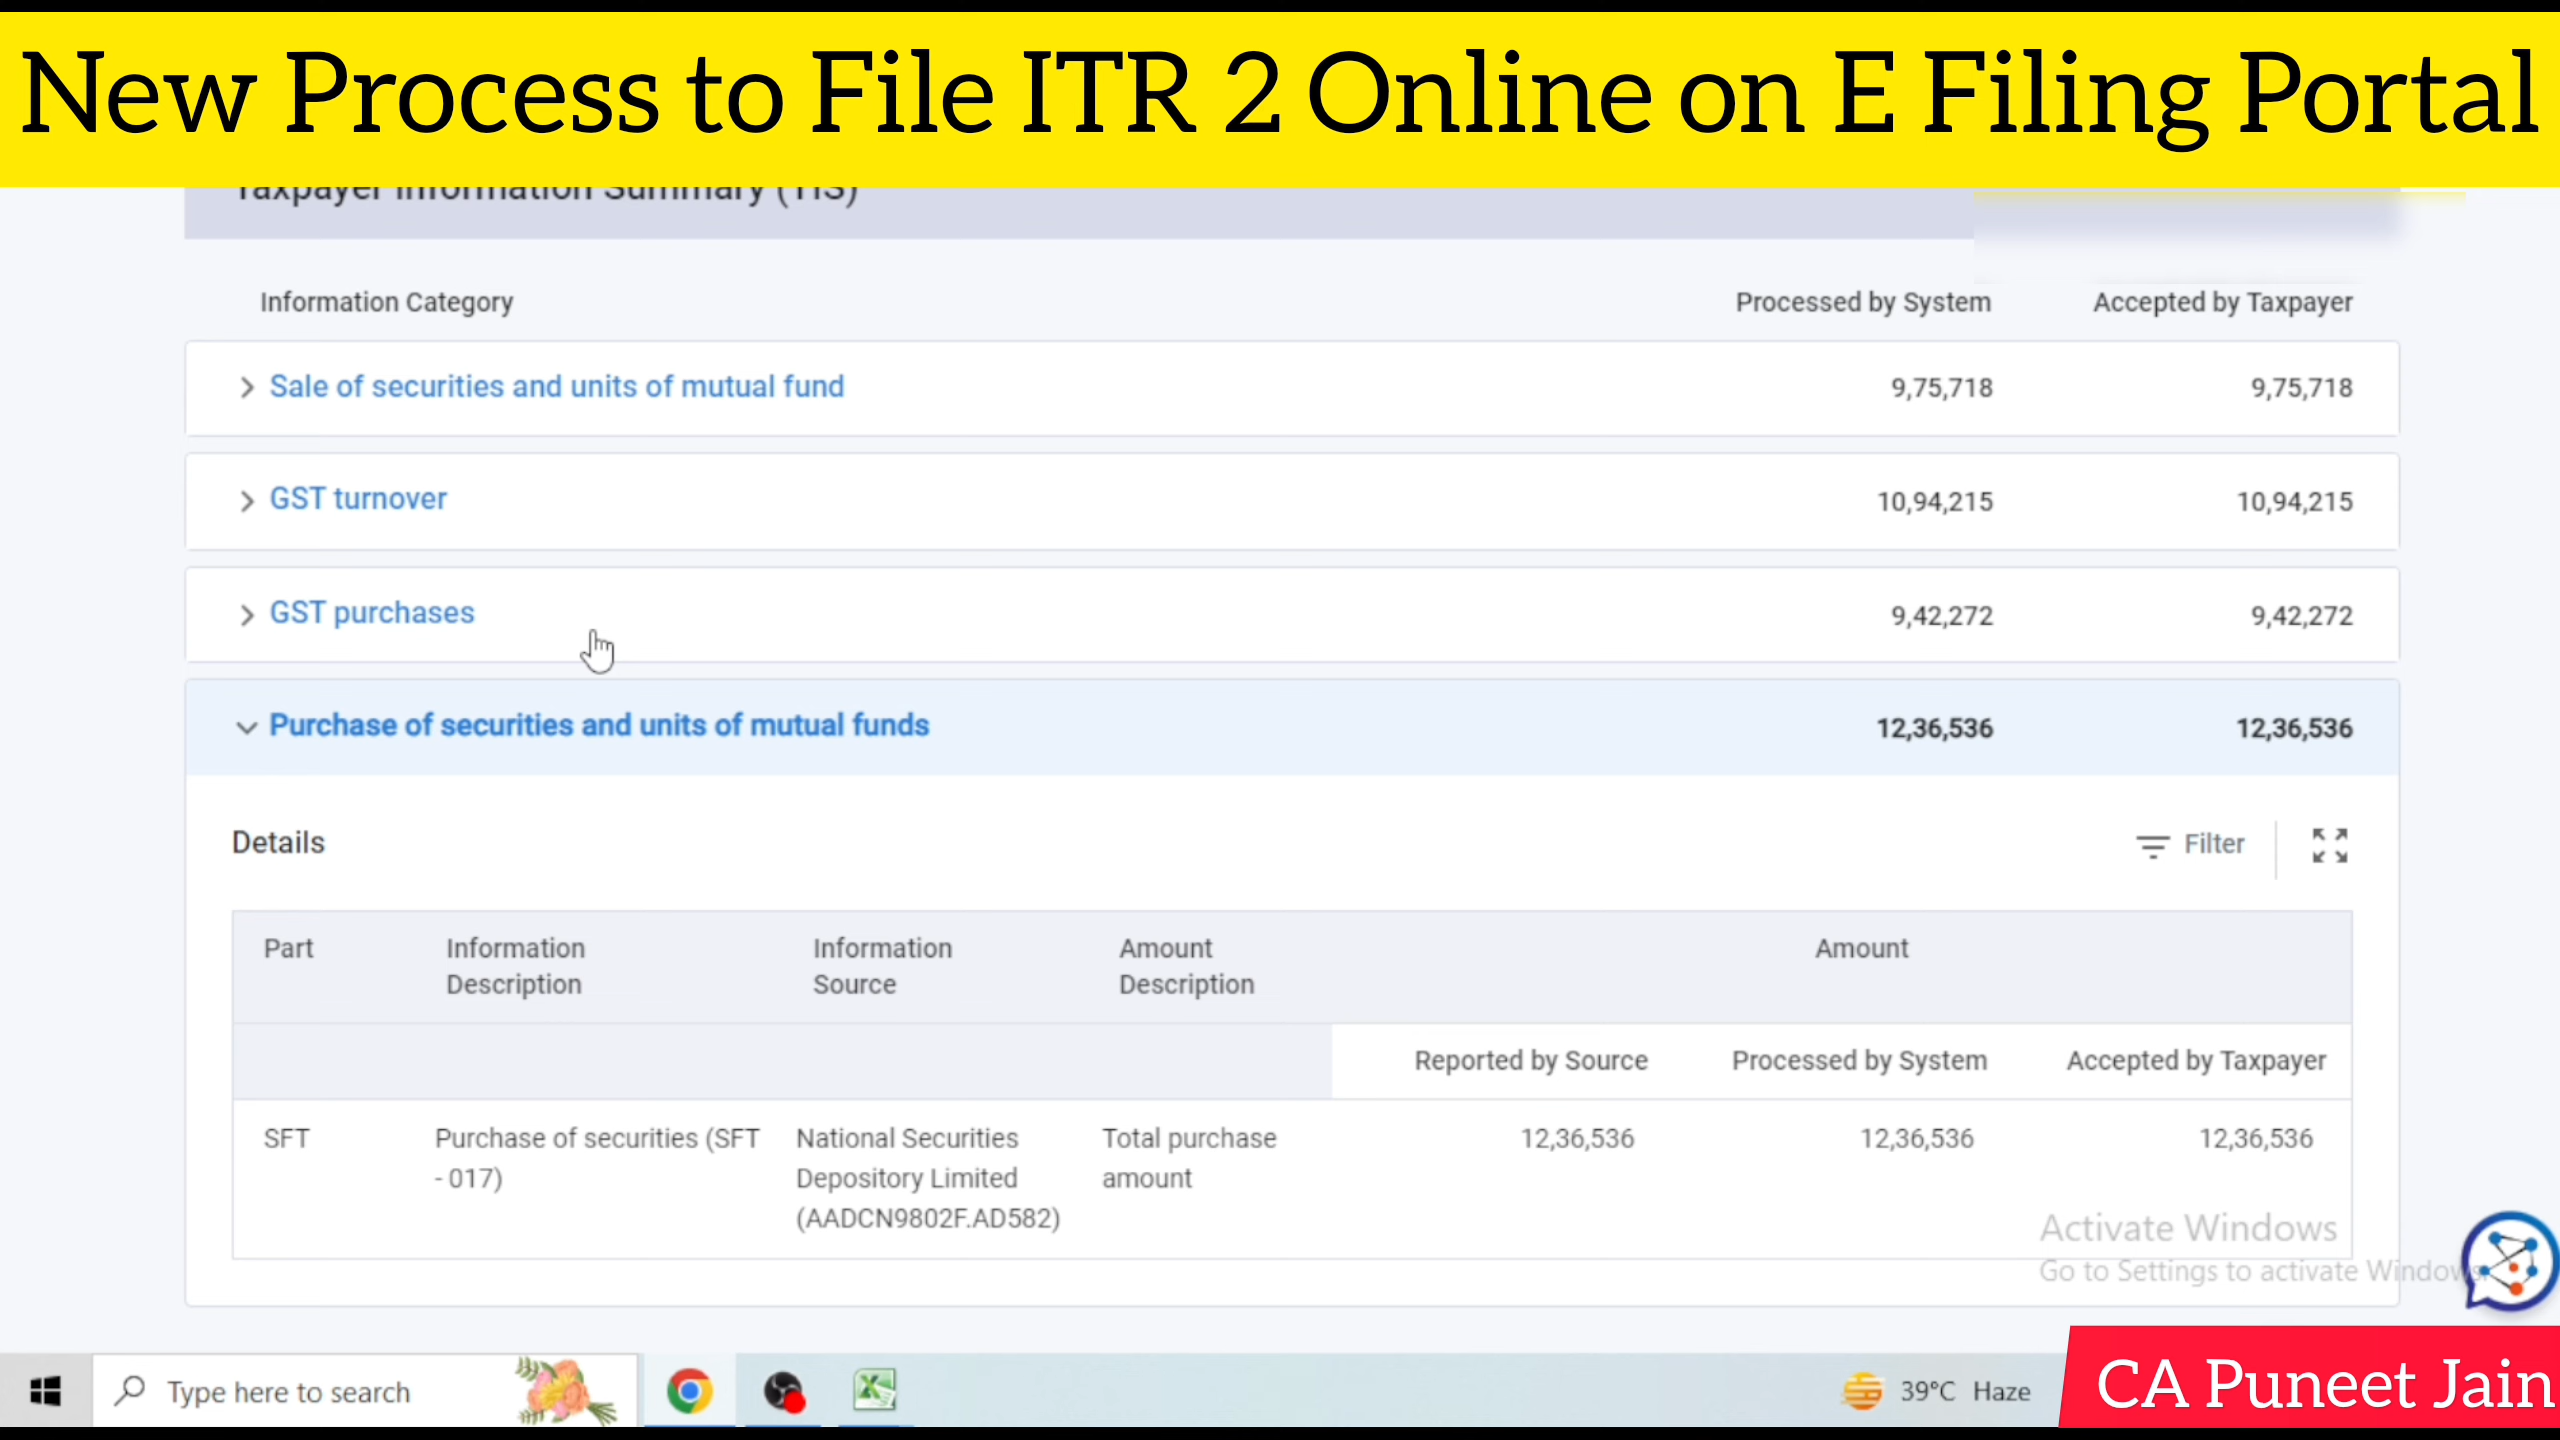 New Process to File ITR 2 Online on E Filing Portal
Taxpayer Information Summary (TIS)
Information Category Processed by System Accepted by Taxpayer
Sale of securities and units of mutual fund 9,75,718 9,75,718
GST turnover 10,94,215 10,94,215
GST purchases 9,42,272 9,42,272
Purchase of securities and units of mutual funds 12,36,536 12,36,536
Details Filter
Part Information Information Amount Amount
Description Source Description
Reported by Source Processed by System Accepted by Taxpayer
SFT Purchase of securities (SFT National Securities Total purchase 12,36,536 12,36,536 12,36,536
- 017) Depository Limited amount
(AADCN9802F.AD582)
Activate Windows
Go to Settings to activate Windows.
Type here to search 39°C Haze
CA Puneet Jain